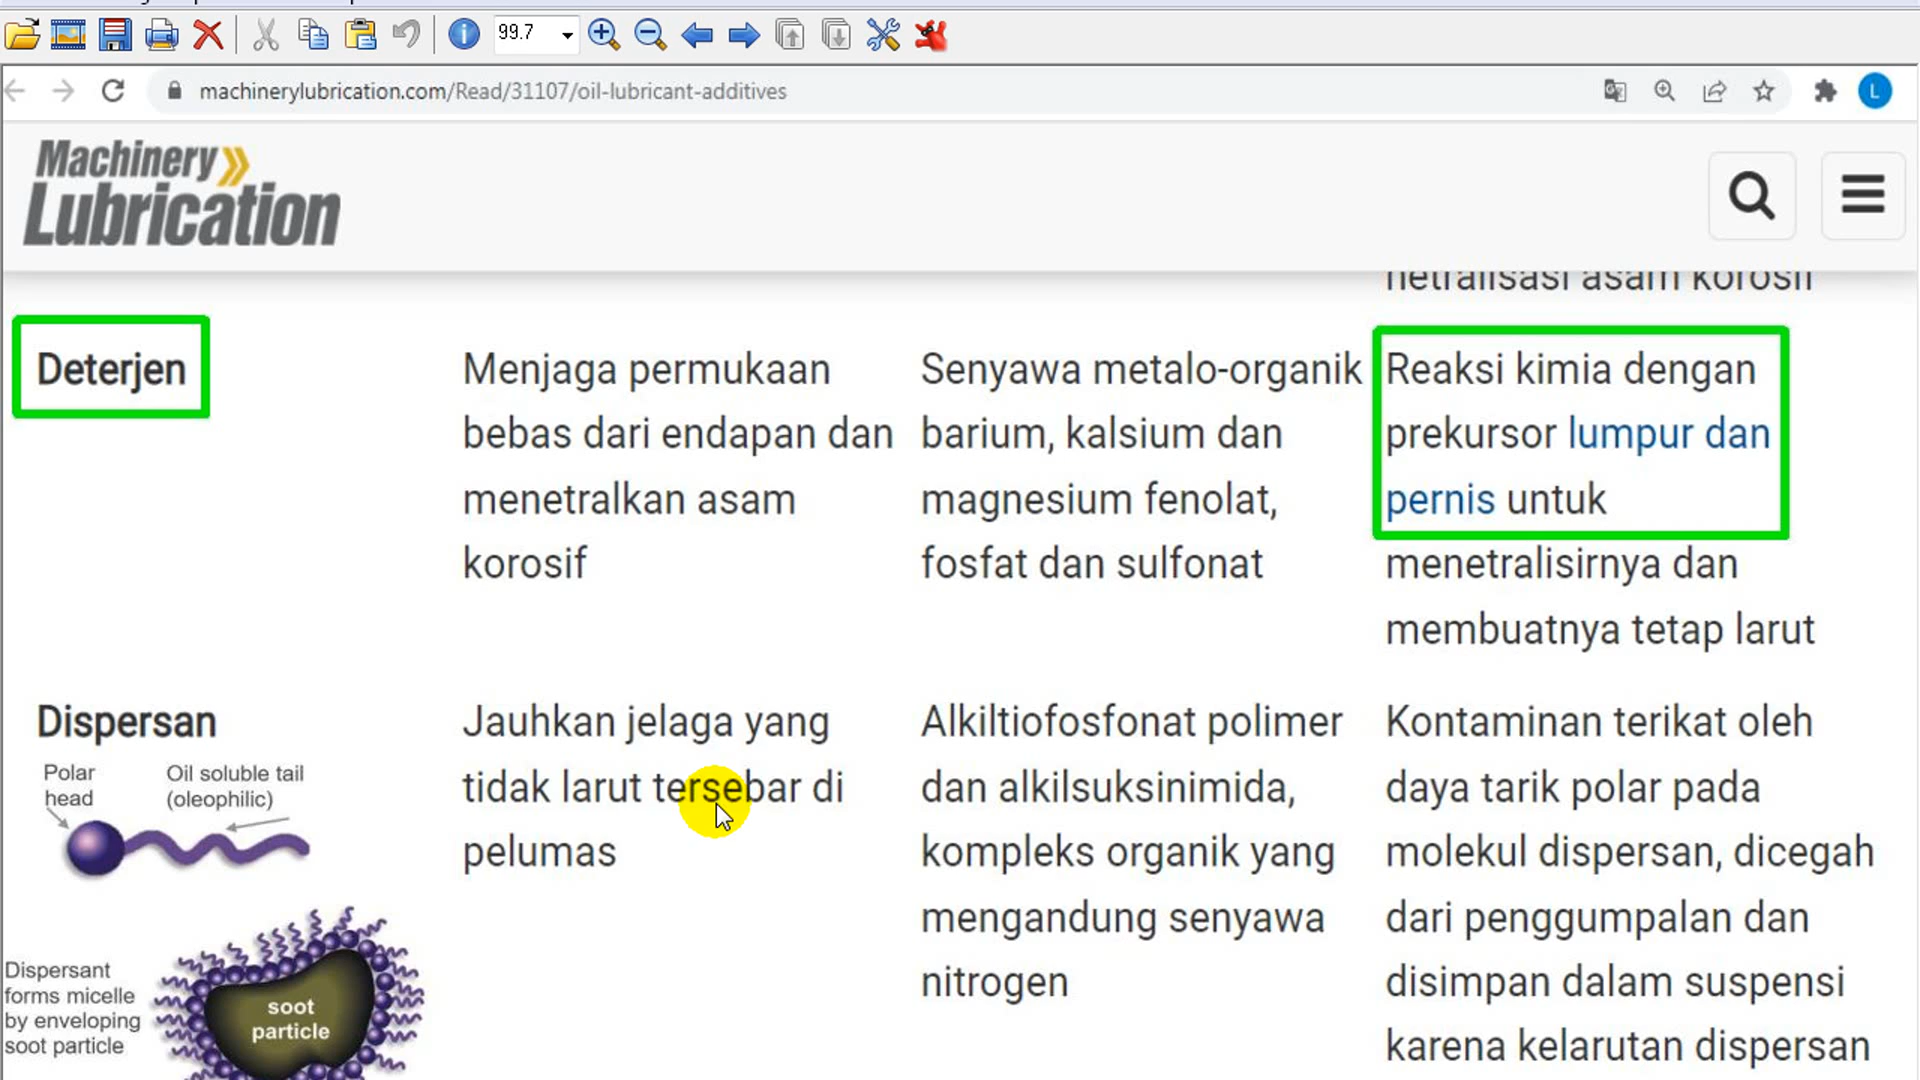 99.7
machinerylubrication.com/Read/31107/oil-lubricant-additives
L
Machinery
Lubrication
netralisasi asam korosif
Deterjen
Menjaga permukaan
bebas dari endapan dan
menetralkan asam
korosif
Senyawa metalo-organik
barium, kalsium dan
magnesium fenolat,
fosfat dan sulfonat
Reaksi kimia dengan
prekursor lumpur dan
pernis untuk
menetralisirnya dan
membuatnya tetap larut
Dispersan
Polar
head
Oil soluble tail
(oleophilic)
Dispersant
forms micelle
by enveloping
soot particle
soot
particle
Jauhkan jelaga yang
tidak larut tersebar di
pelumas
Alkiltiofosfonat polimer
dan alkilsuksinimida,
kompleks organik yang
mengandung senyawa
nitrogen
Kontaminan terikat oleh
daya tarik polar pada
molekul dispersan, dicegah
dari penggumpalan dan
disimpan dalam suspensi
karena kelarutan dispersan